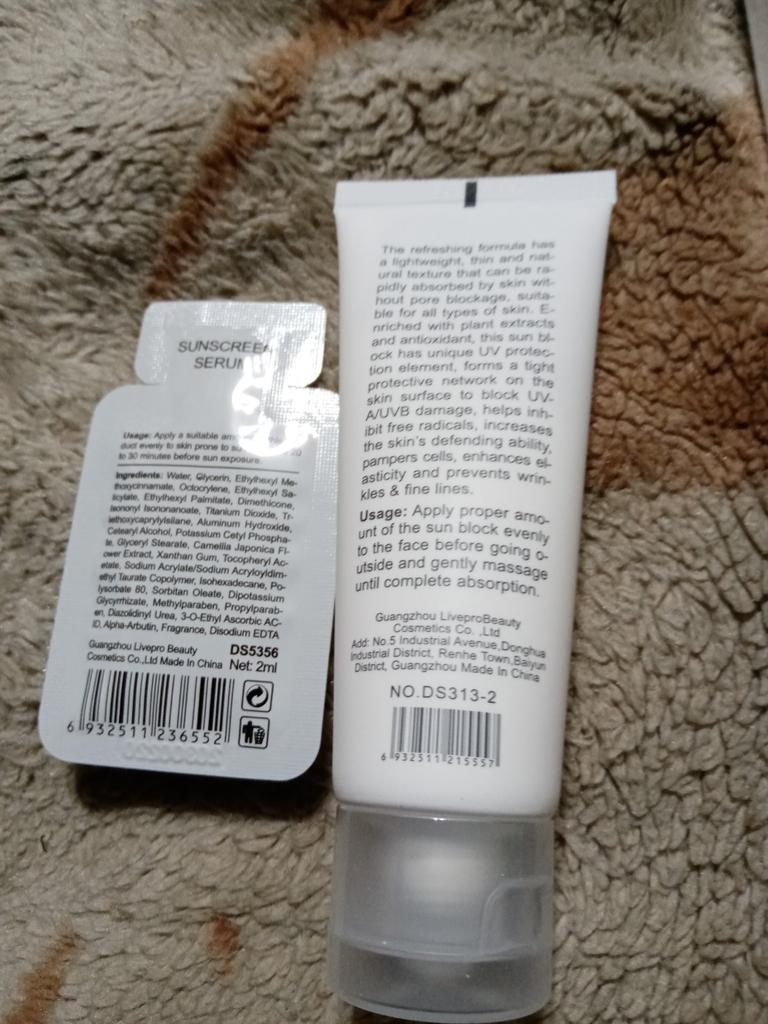 SUNSCREEN
SERUM
Usage: Apply a suitable
duct evenly to skin prone to 20
to 30 minutes before sun exposure.
Ingredients: Water, Glycerin, Ethylhexyl Me-
thoxycinnamate, Octocrylene, Ethylhexyl Sa-
licylate, Ethylhexyl Palmitate, Dimethicone,
Isononyl Isononanoate, Titanium Dioxide, Tr-
iethoxycaprylylsilane, Aluminum Hydroxide,
Cetearyl Alcohol, Potassium Cetyl Phospha-
te, Glyceryl Stearate, Camellia Japonica Fl-
ower Extract, Xanthan Gum, Tocopheryl Ac-
etate, Sodium Acrylate/Sodium Acryloyldim-
ethyl Taurate Copolymer, Isohexadecane, Po-
lysorbate 80, Sorbitan Oleate, Dipotassium
Glycyrrhizate, Methylparaben, Propylparab-
en, Diazolidinyl Urea, 3-O-Ethyl Ascorbic AC-
ID, Alpha-Arbutin, Fragrance, Disodium EDTA
Guangzhou Livepro Beauty DS5356
Cosmetics Co.,Ltd Made In China Net: 2ml
6 932511 236552
The refreshing formula has
a lightweight, thin and nat-
ural texture that can be ra-
pidly absorbed by skin wit-
hout pore blockage, suita-
ble for all types of skin. E-
nriched with plant extracts
and antioxidant, this sun bl-
ock has unique UV protec-
tion element, forms a tight
protective network on the
skin surface to block UV-
A/UVB damage, helps inh-
ibit free radicals, increases
the skin's defending ability,
pampers cells, enhances el-
asticity and prevents wrin-
kles & fine lines.
Usage: Apply proper amo-
unt of the sun block evenly
to the face before going o-
utside and gently massage
until complete absorption.
Guangzhou LiveproBeauty
Cosmetics Co. ,Ltd
Add: No.5 Industrial Avenue,Donghua
Industrial District, Renhe Town,Baiyun
District, Guangzhou Made In China
NO.DS313-2
6 932511 215557